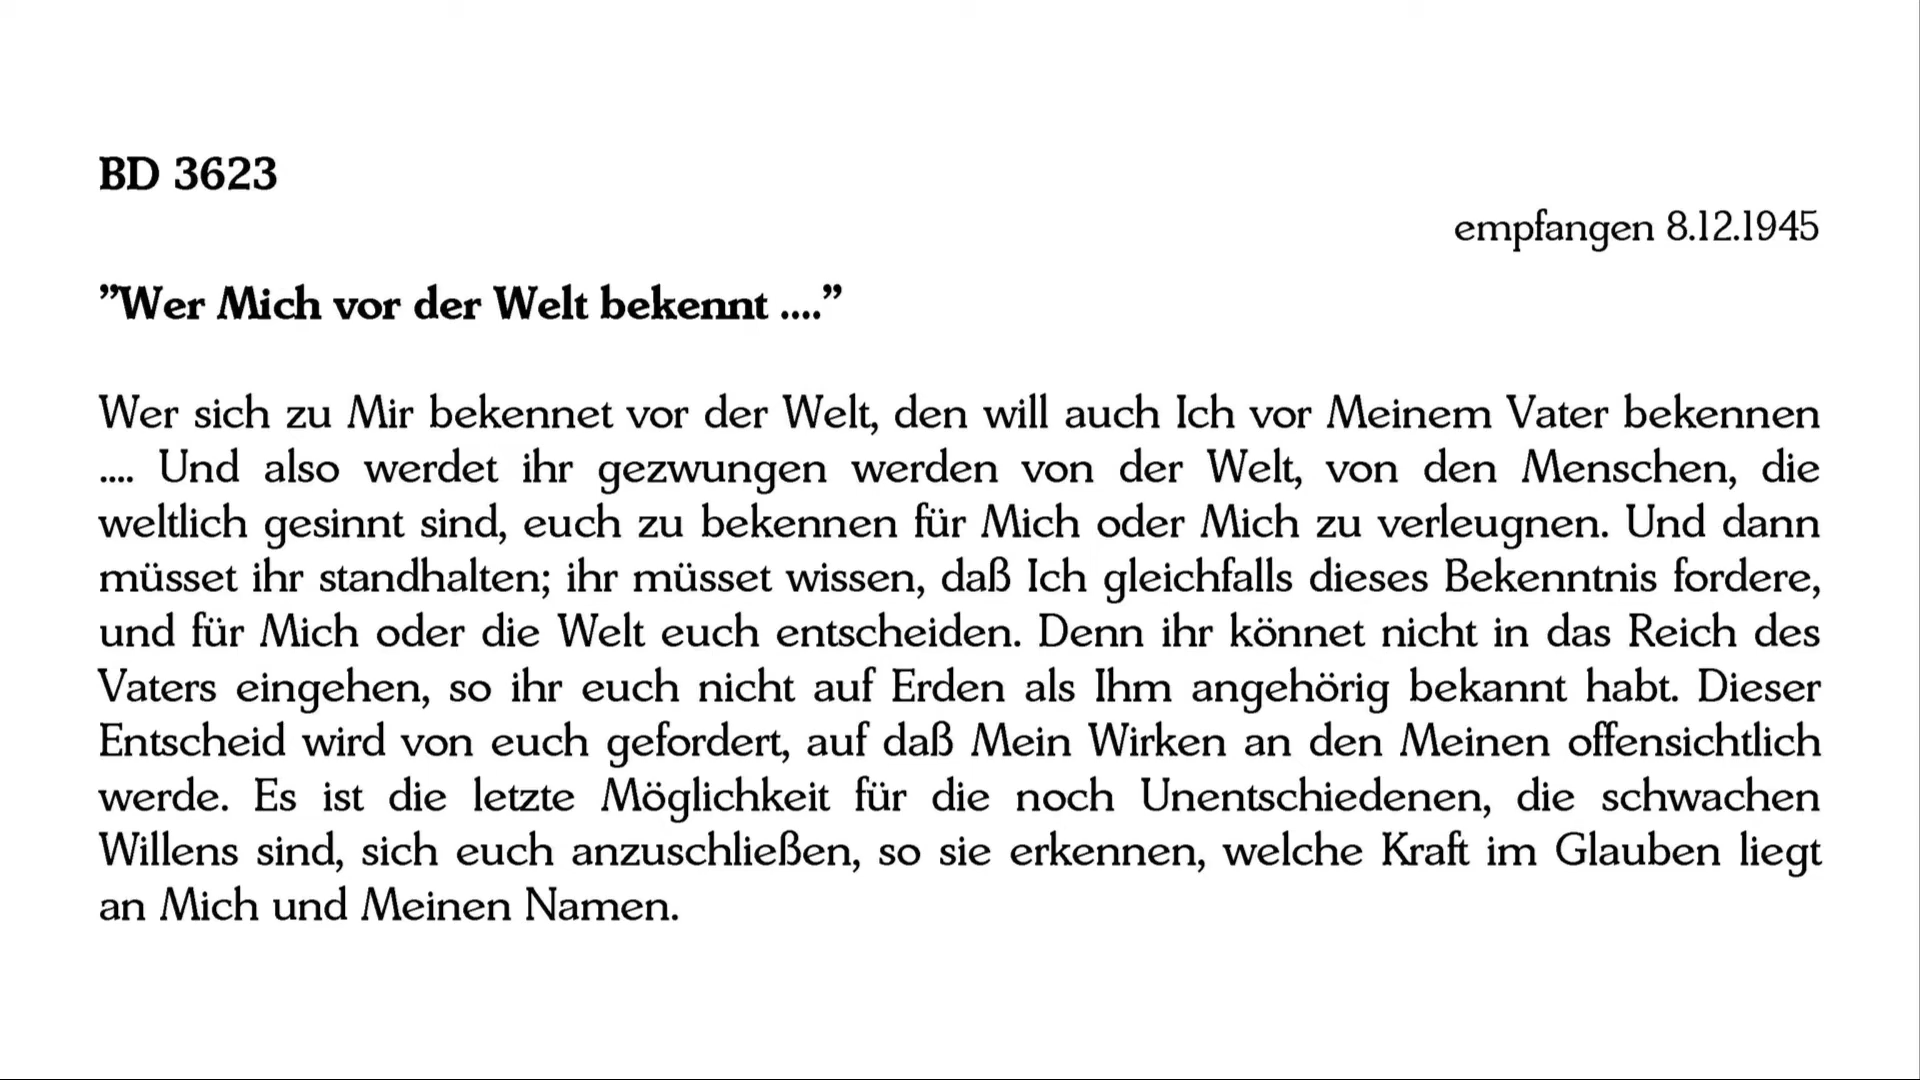 BD 3623
empfangen 8.12.1945
”Wer Mich vor der Welt bekennt ....”
Wer sich zu Mir bekennet vor der Welt, den will auch Ich vor Meinem Vater bekennen
.... Und also werdet ihr gezwungen werden von der Welt, von den Menschen, die
weltlich gesinnt sind, euch zu bekennen für Mich oder Mich zu verleugnen. Und dann
müsset ihr standhalten; ihr müsset wissen, daß Ich gleichfalls dieses Bekenntnis fordere,
und für Mich oder die Welt euch entscheiden. Denn ihr könnet nicht in das Reich des
Vaters eingehen, so ihr euch nicht auf Erden als Ihm angehörig bekannt habt. Dieser
Entscheid wird von euch gefordert, auf daß Mein Wirken an den Meinen offensichtlich
werde. Es ist die letzte Möglichkeit für die noch Unentschiedenen, die schwachen
Willens sind, sich euch anzuschließen, so sie erkennen, welche Kraft im Glauben liegt
an Mich und Meinen Namen.